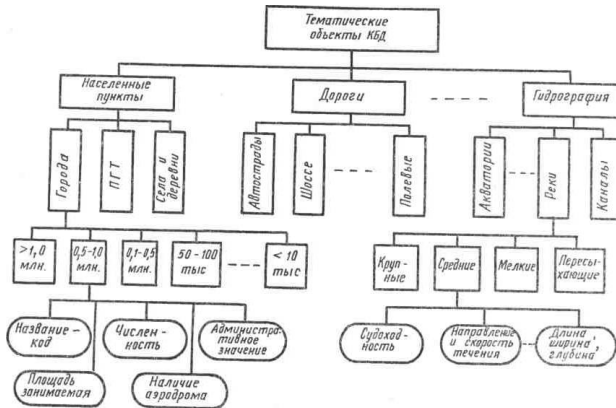 Тематические
объекты КБД
Населенные
пункты
Дороги
Гидрография
Города
ПГТ
Села и
деревни
Автострады
Шоссе
Полевые
Акватории
Реки
Каналы
>1,0
млн.
0,5-1,0
млн.
0,1-0,5
млн.
50-100
тыс
<10
тыс
Круп-
ные
Средние
Мелкие
Пересы-
хающие
Название-
код
Числен-
ность
Администра-
тивное
значение
Судоход-
ность
Направление
и скорость
течения
Длина
ширина,
глубина
Площадь
занимаемая
Наличие
аэродрома